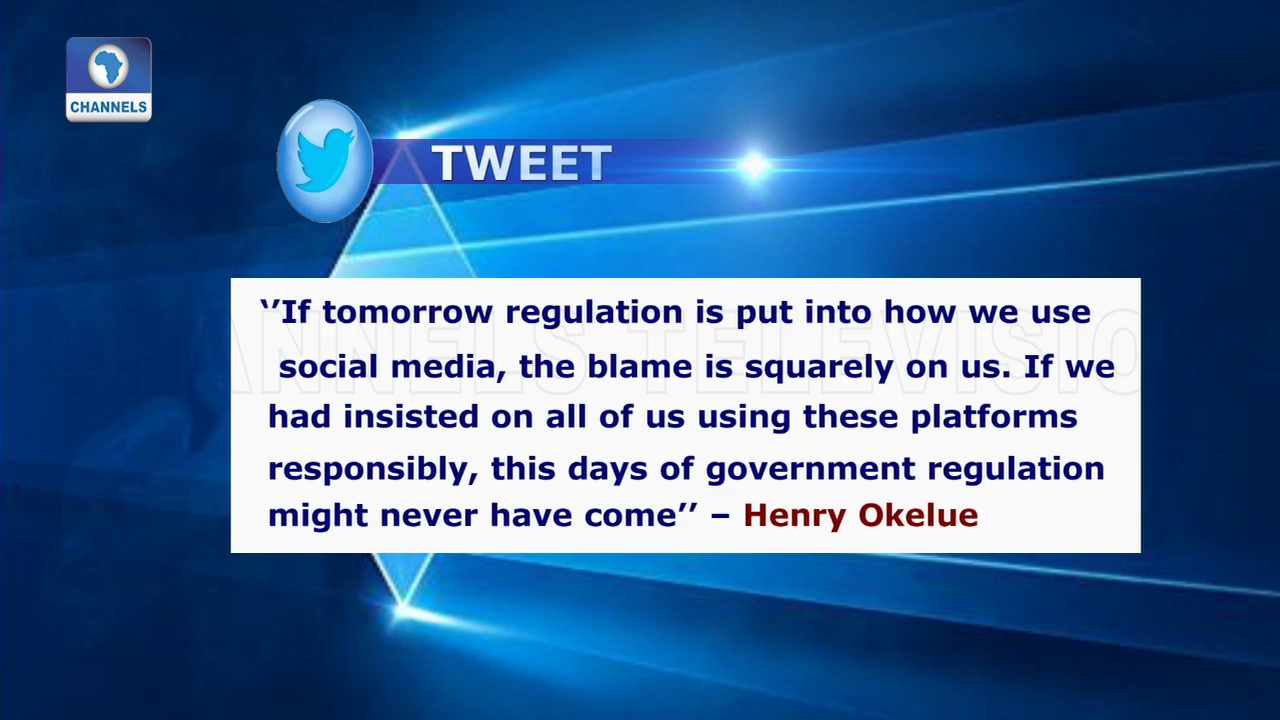 CHANNELS
TWEET
‘’If tomorrow regulation is put into how we use
social media, the blame is squarely on us. If we
had insisted on all of us using these platforms
responsibly, this days of government regulation
might never have come’’ – Henry Okelue
ANNELS TELEVISIO